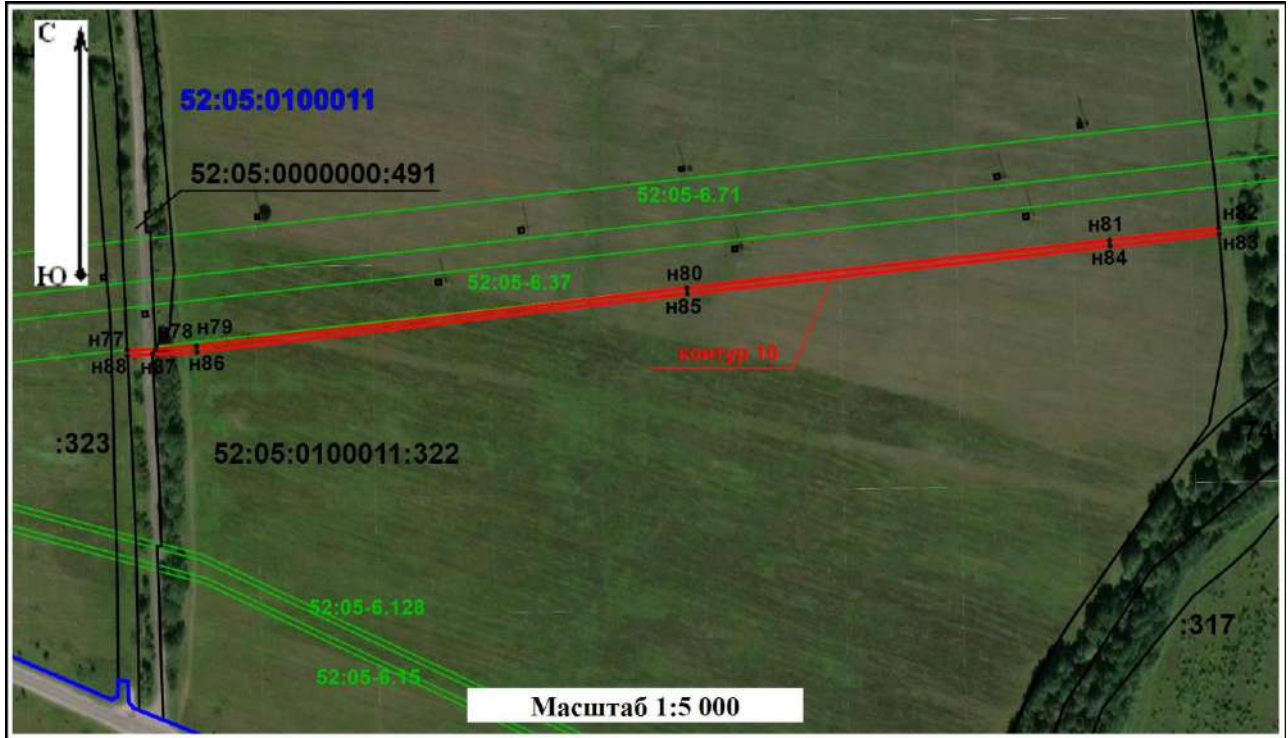 С
52:05:0100011
52:05:0000000:491
52:05-6.71
н82
н81
н83
н84
Ю
52:05-6.37
н80
н85
н77
н78
н79
н88
н87
н86
контур 10
:323
52:05:0100011:322
52:05-6.128
:317
52:05-6.15
Масштаб 1:5 000